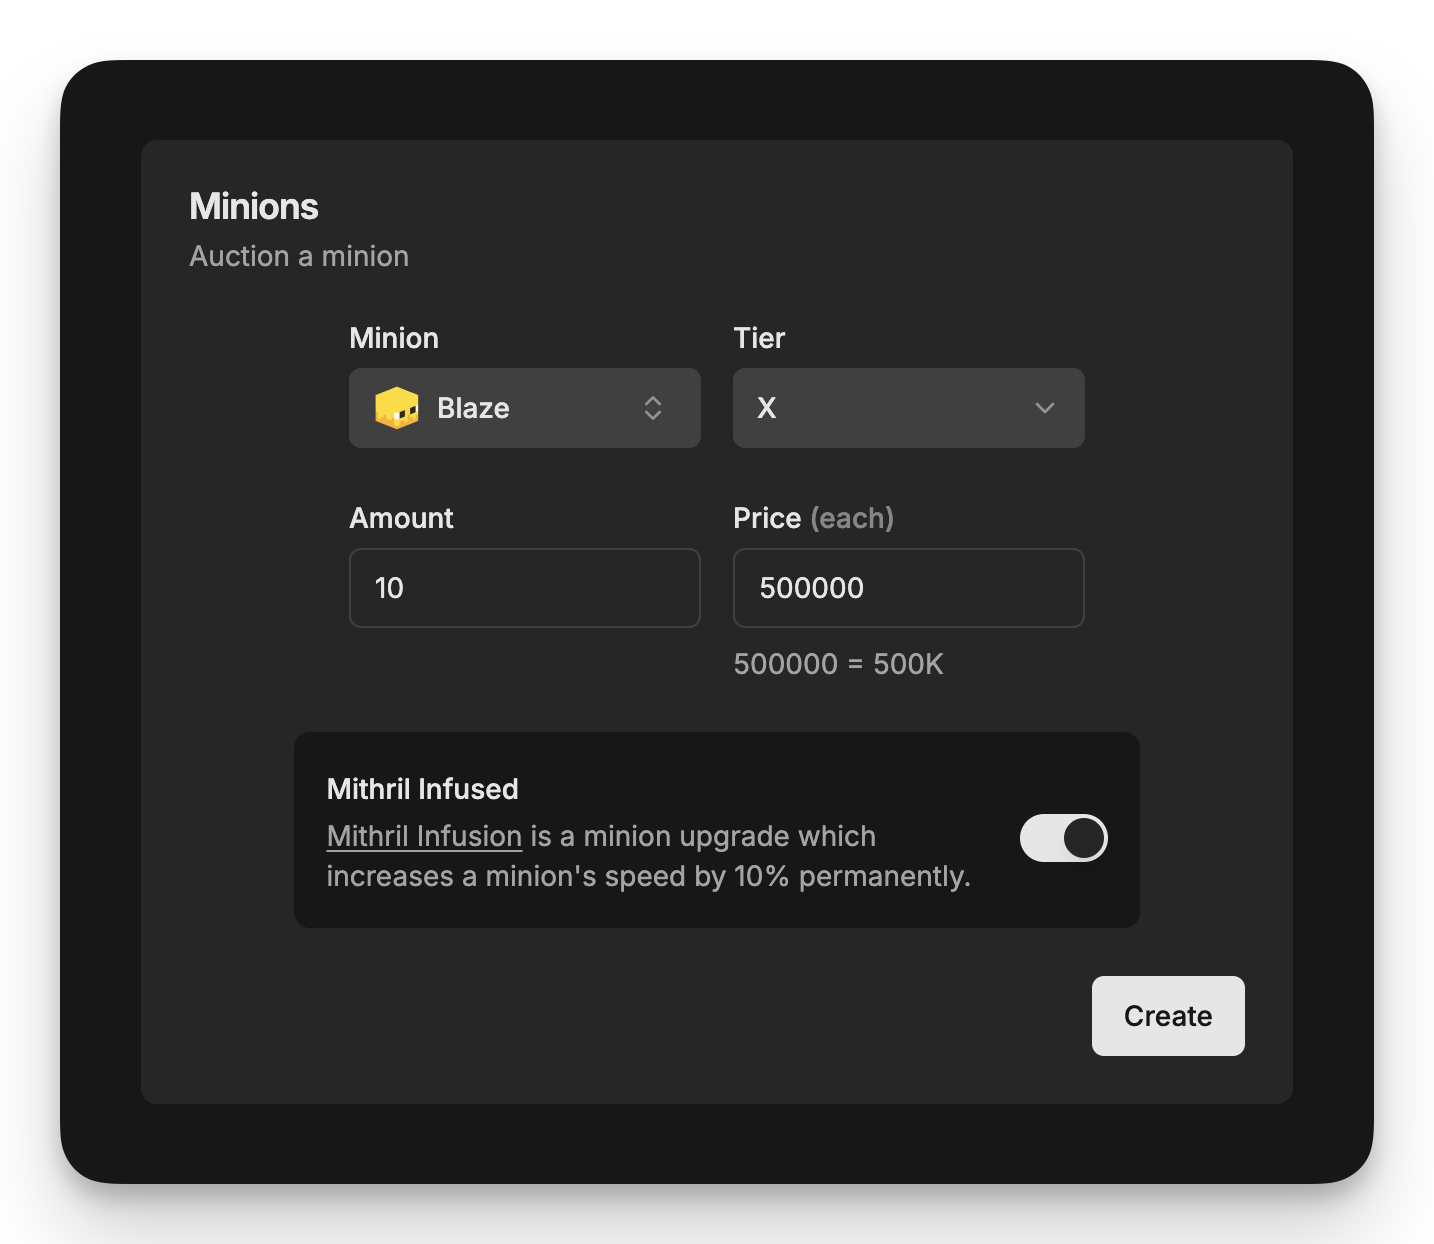 Minions
Auction a minion
Minion
Tier
Blaze
X
Amount
Price (each)
10
500000
500000 = 500K
Mithril Infused
Mithril Infusion is a minion upgrade which
increases a minion's speed by 10% permanently.
Create